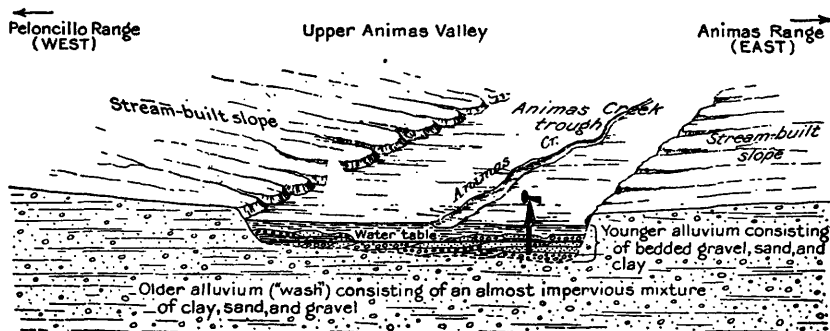 Peloncillo Range
(WEST)
Upper Animas Valley
Animas Range
(EAST)
Stream-built slope
Animas Creek
trough
Animas Cr.
Stream-built
slope
Water table
Younger alluvium consisting
of bedded gravel, sand, and
clay
Older alluvium ("wash") consisting of an almost impervious mixture
of clay, sand, and gravel